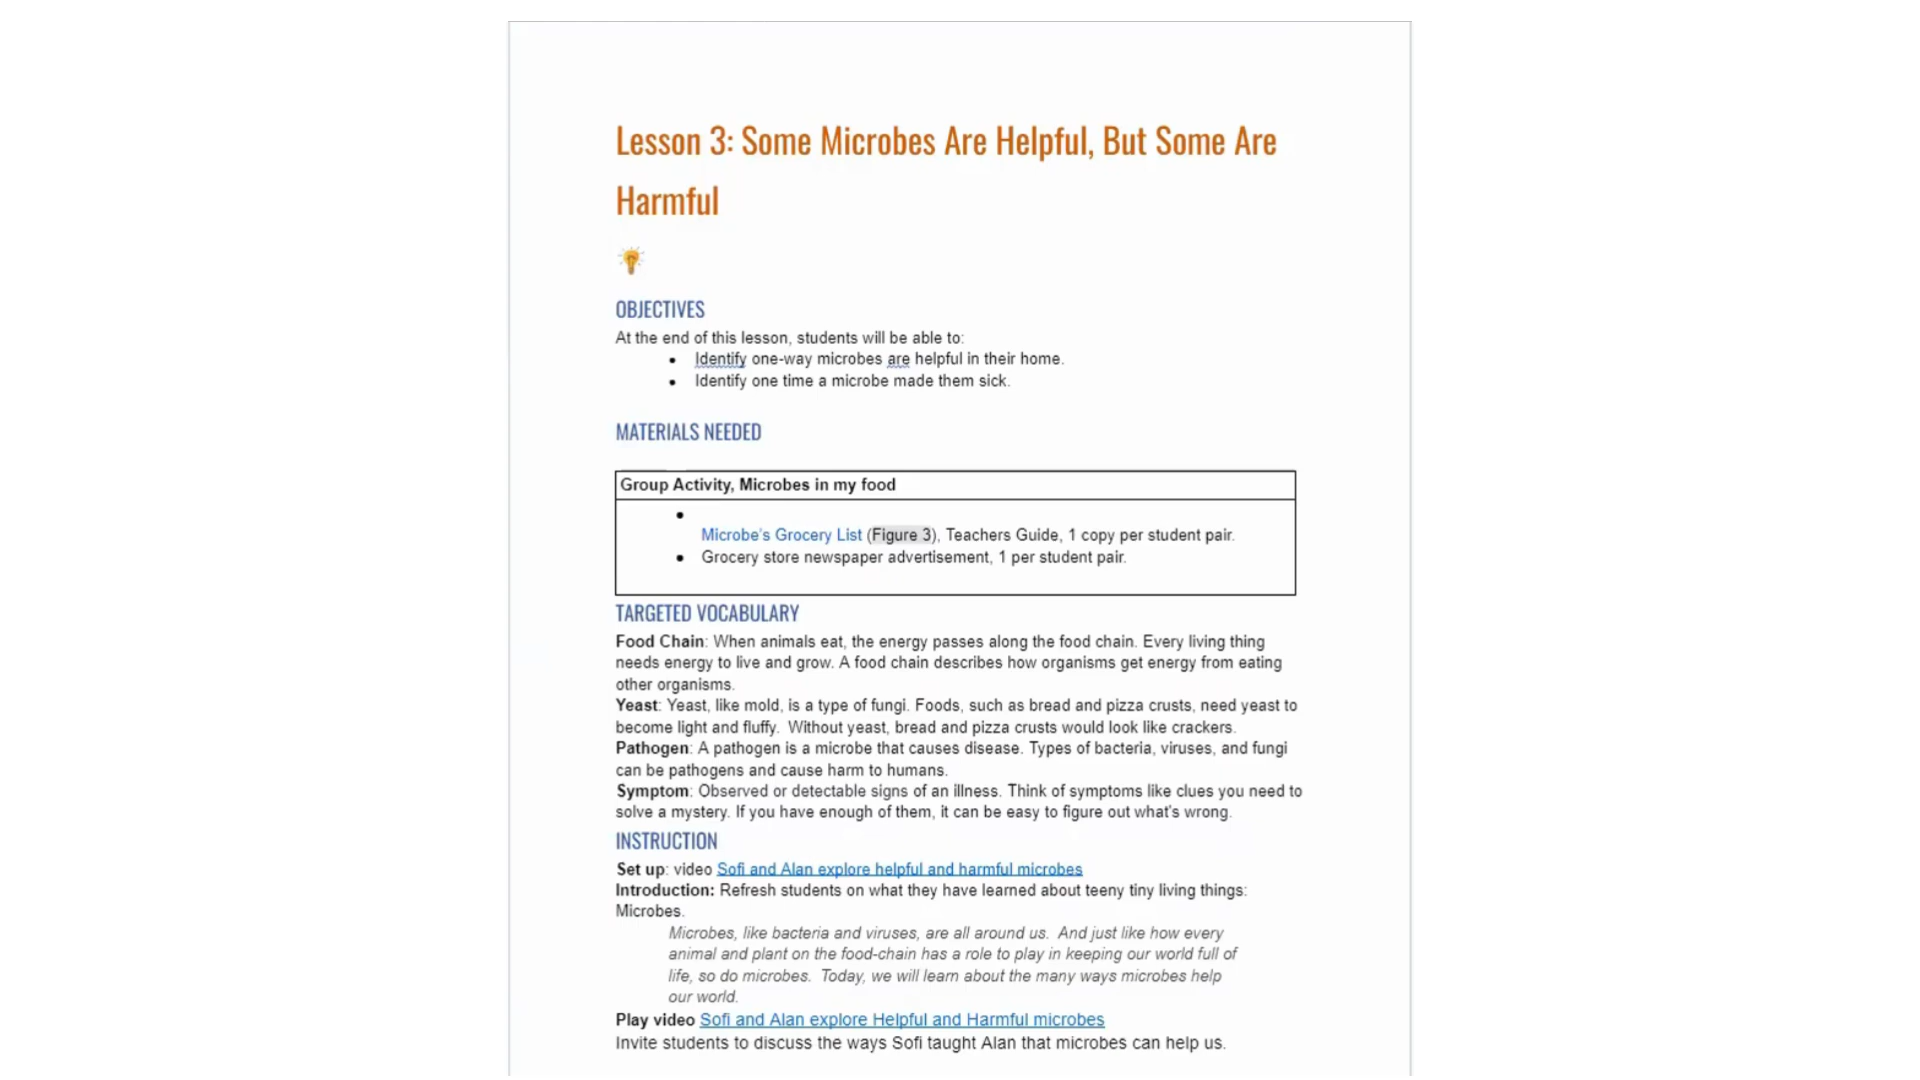 Lesson 3: Some Microbes Are Helpful, But Some Are
Harmful
OBJECTIVES
At the end of this lesson, students will be able to:
• Identify one-way microbes are helpful in their home.
• Identify one time a microbe made them sick.
MATERIALS NEEDED
Group Activity, Microbes in my food
•
Microbe's Grocery List (Figure 3), Teachers Guide, 1 copy per student pair.
• Grocery store newspaper advertisement, 1 per student pair.
TARGETED VOCABULARY
Food Chain: When animals eat, the energy passes along the food chain. Every living thing
needs energy to live and grow. A food chain describes how organisms get energy from eating
other organisms.
Yeast: Yeast, like mold, is a type of fungi. Foods, such as bread and pizza crusts, need yeast to
become light and fluffy.  Without yeast, bread and pizza crusts would look like crackers.
Pathogen: A pathogen is a microbe that causes disease. Types of bacteria, viruses, and fungi
can be pathogens and cause harm to humans.
Symptom: Observed or detectable signs of an illness. Think of symptoms like clues you need to
solve a mystery. If you have enough of them, it can be easy to figure out what's wrong.
INSTRUCTION
Set up: video Sofi and Alan explore helpful and harmful microbes
Introduction: Refresh students on what they have learned about teeny tiny living things:
Microbes.
Microbes, like bacteria and viruses, are all around us.  And just like how every
animal and plant on the food-chain has a role to play in keeping our world full of
life, so do microbes.  Today, we will learn about the many ways microbes help
our world.
Play video Sofi and Alan explore Helpful and Harmful microbes
Invite students to discuss the ways Sofi taught Alan that microbes can help us.